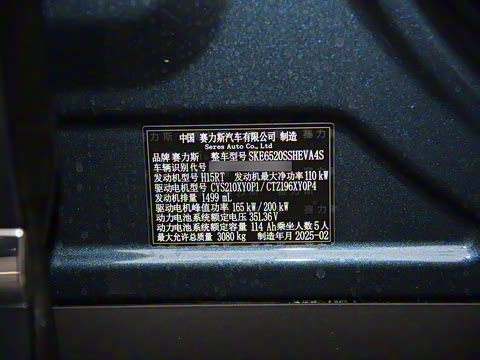 中国 赛力斯汽车有限公司 制造
Seres Auto Co., Ltd
品牌 赛力斯 整车型号 SKE6520SSHEVA4S
车辆识别代号
发动机型号 H15RT 发动机最大净功率 110 kW
驱动电机型号 CYS210XY0P1/CTZ196XY0P4
发动机排量 1499 mL
驱动电机峰值功率 165 kW/200 kW
动力电池系统额定电压 351.36 V
动力电池系统额定容量 114 Ah 乘坐人数 5 人
最大允许总质量 3080 kg 制造年月 2025-02